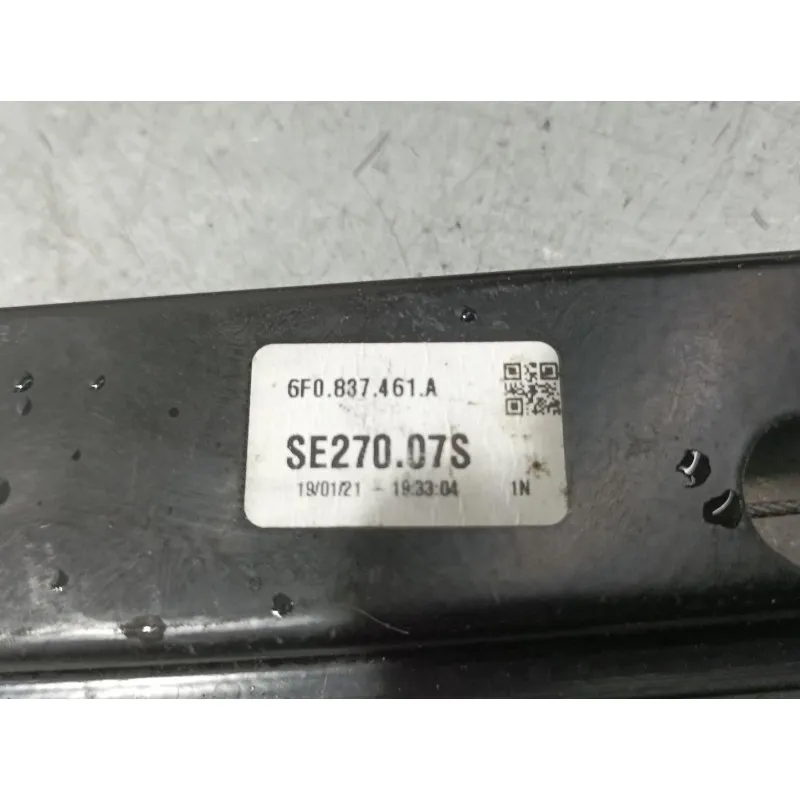 6F0.837.461.A
SE270.07S
19/01/21 - 19:33:04 1N